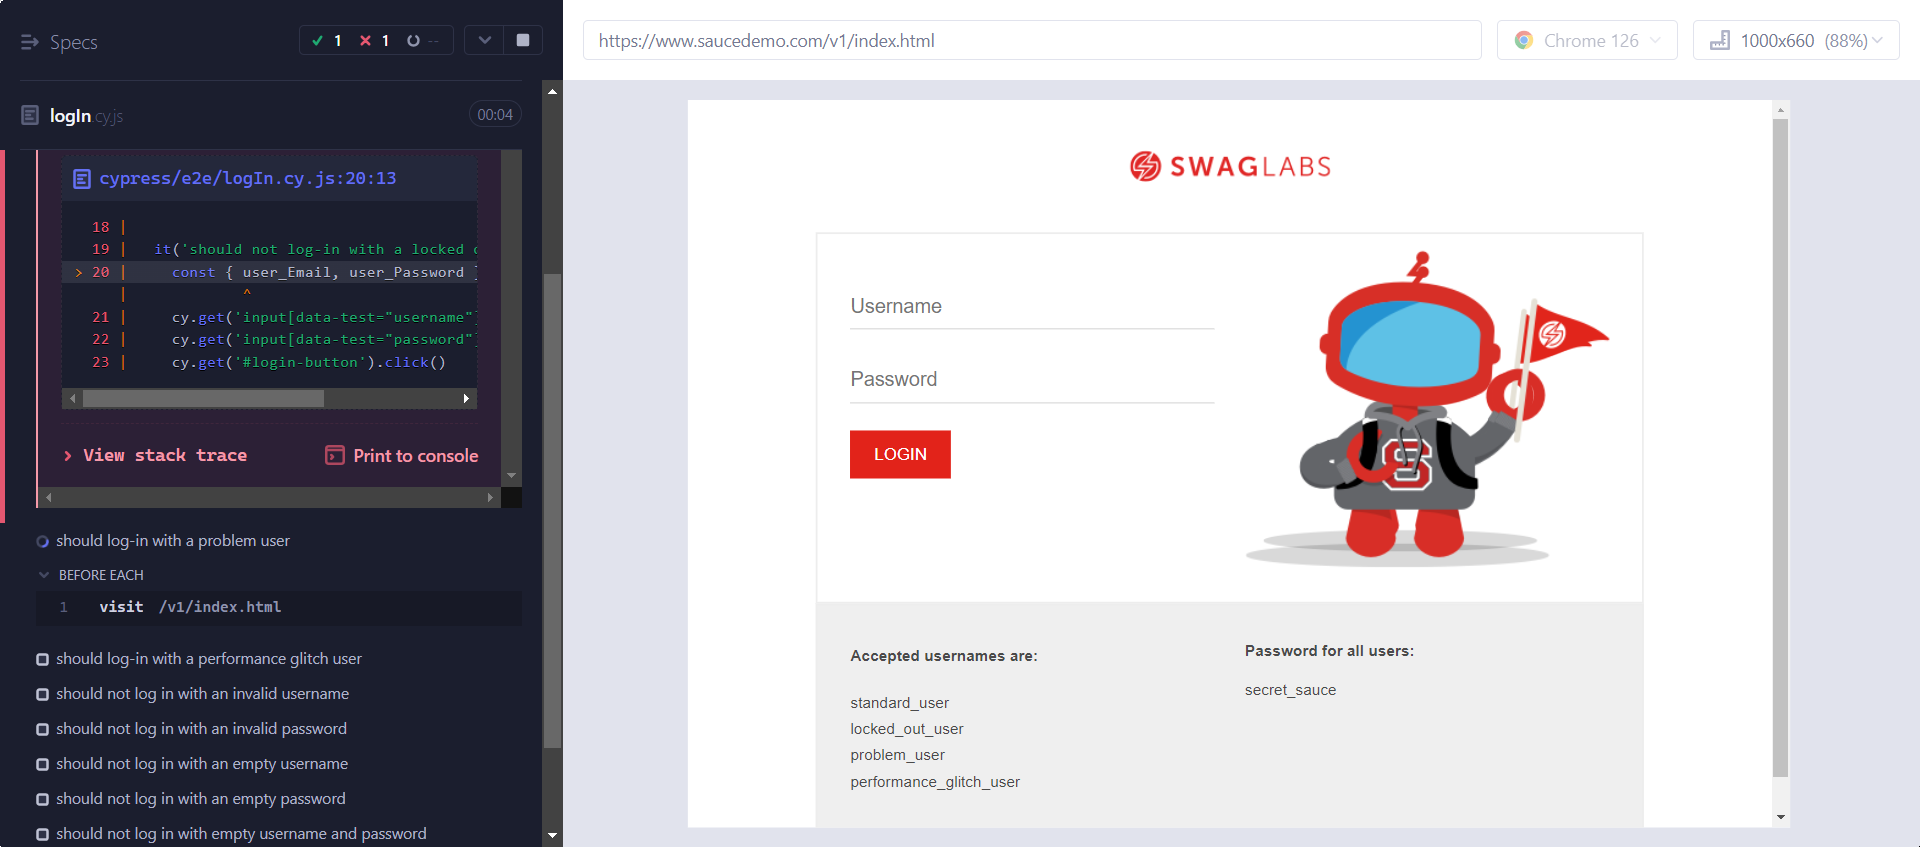 Specs
1 1 --
logIn.cy.js
00:04
cypress/e2e/logIn.cy.js:20:13
18 |
19 | it('should not log-in with a locked
> 20 | const { user_Email, user_Password
| ^
21 | cy.get('input[data-test="username"]
22 | cy.get('input[data-test="password"]
23 | cy.get('#login-button').click()
> View stack trace
Print to console
should log-in with a problem user
BEFORE EACH
1 visit /v1/index.html
should log-in with a performance glitch user
should not log in with an invalid username
should not log in with an invalid password
should not log in with an empty username
should not log in with an empty password
should not log in with empty username and password
https://www.saucedemo.com/v1/index.html
Chrome 126
1000x660 (88%)
SWAGLABS
Username
Password
LOGIN
S
Accepted usernames are:
standard_user
locked_out_user
problem_user
performance_glitch_user
Password for all users:
secret_sauce